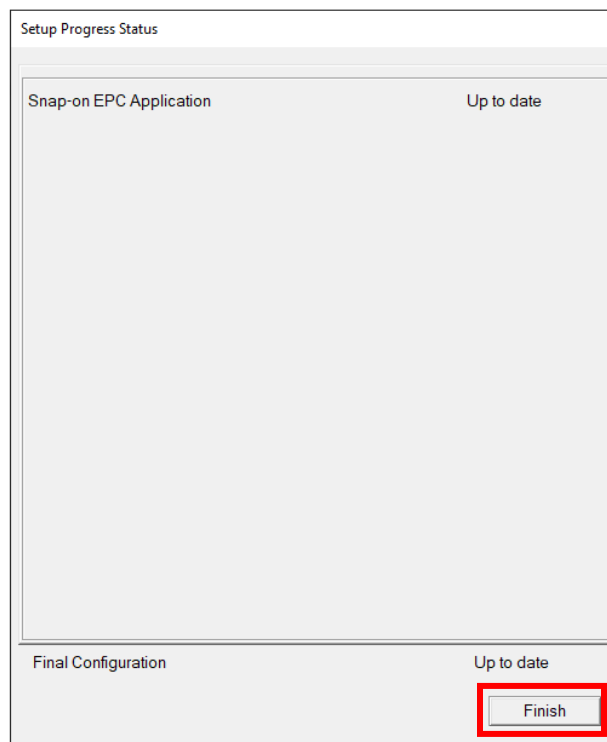 Setup Progress Status
Snap-on EPC Application Up to date
Final Configuration Up to date
Finish